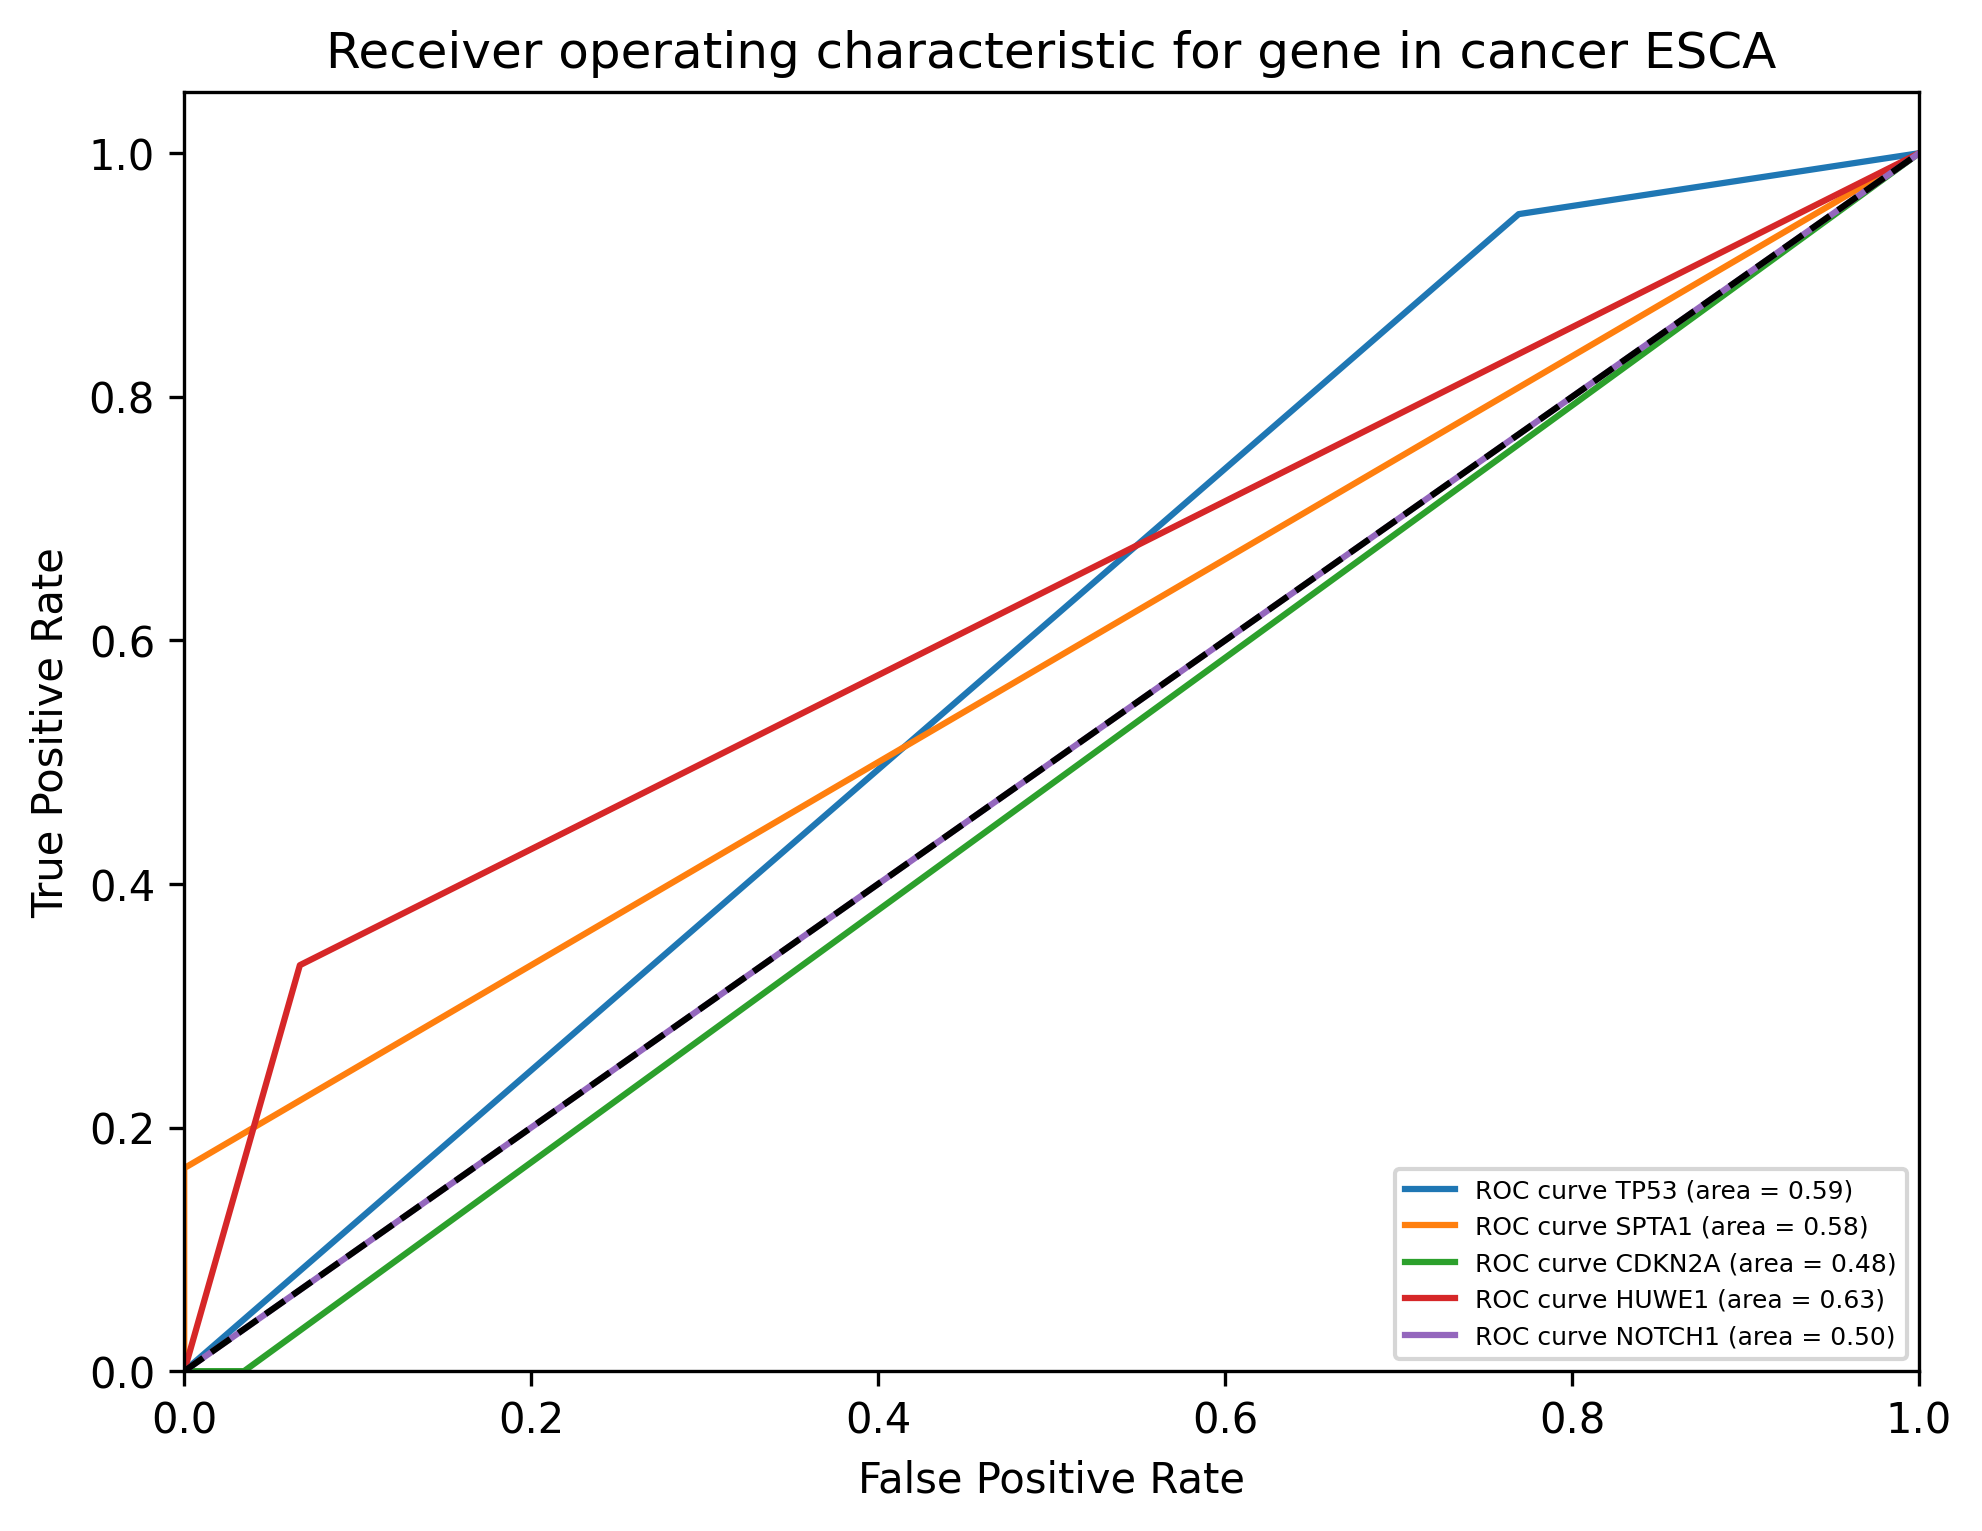 Receiver operating characteristic for gene in cancer ESCA
1.0
0.8
0.6
0.4
0.2
0.0
True Positive Rate
ROC curve TP53 (area = 0.59)
ROC curve SPTA1 (area = 0.58)
ROC curve CDKN2A (area = 0.48)
ROC curve HUWE1 (area = 0.63)
ROC curve NOTCH1 (area = 0.50)
0.0 0.2 0.4 0.6 0.8 1.0
False Positive Rate